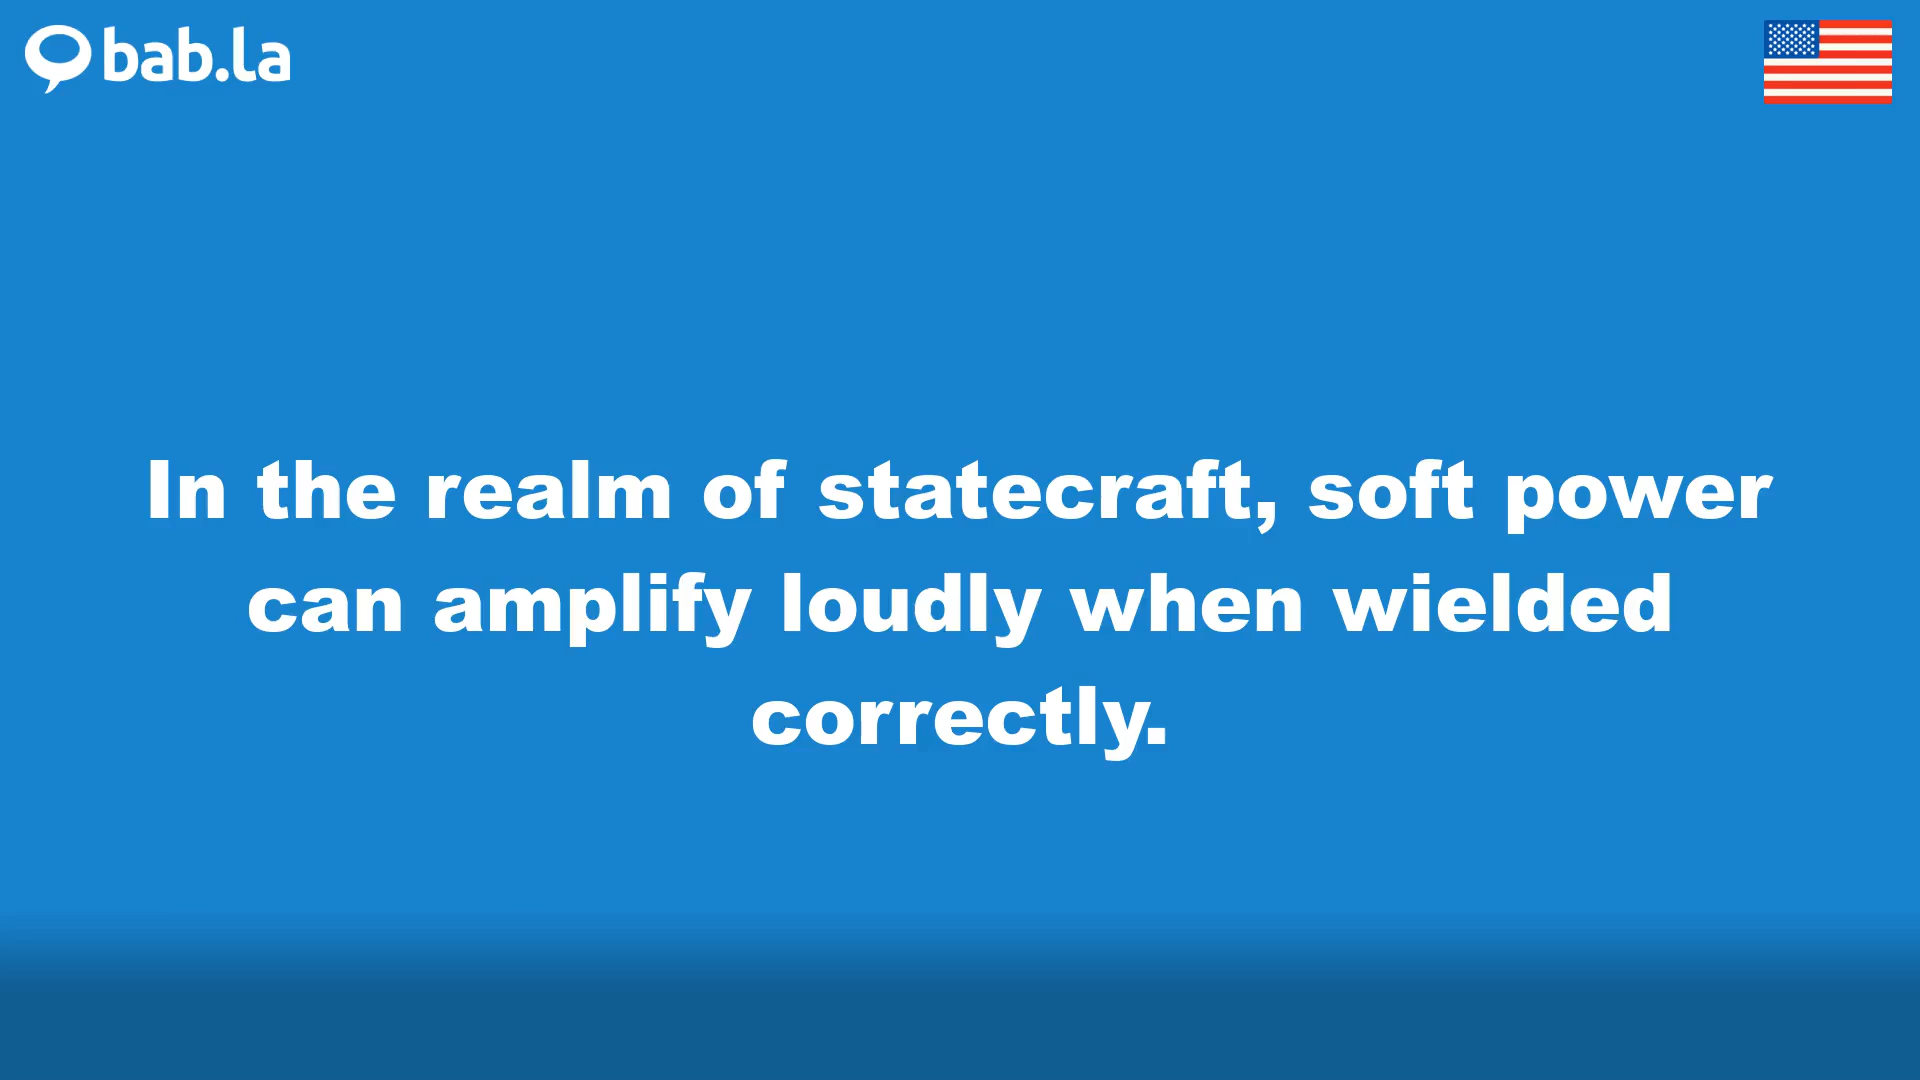 bab.la
In the realm of statecraft, soft power
can amplify loudly when wielded
correctly.